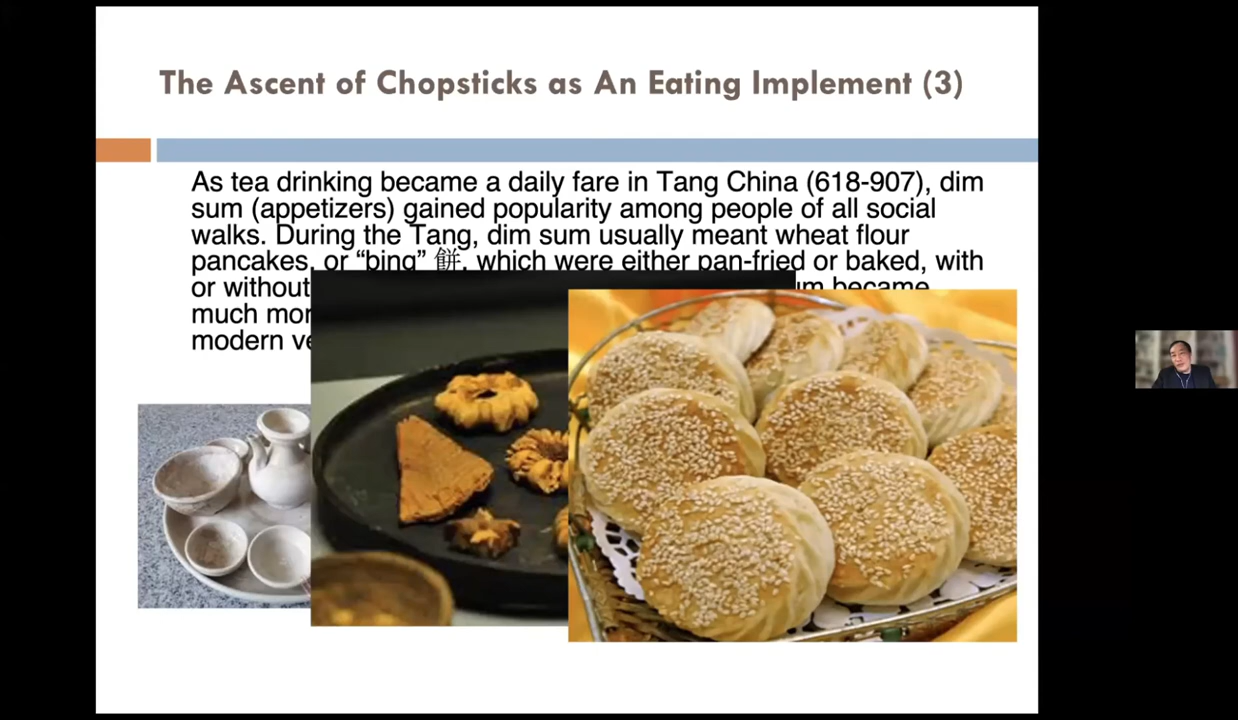 The Ascent of Chopsticks as An Eating Implement (3)
As tea drinking became a daily fare in Tang China (618-907), dim
sum (appetizers) gained popularity among people of all social
walks. During the Tang, dim sum usually meant wheat flour
pancakes, or “bing” 餅, which were either pan-fried or baked, with
or without became
much
modern